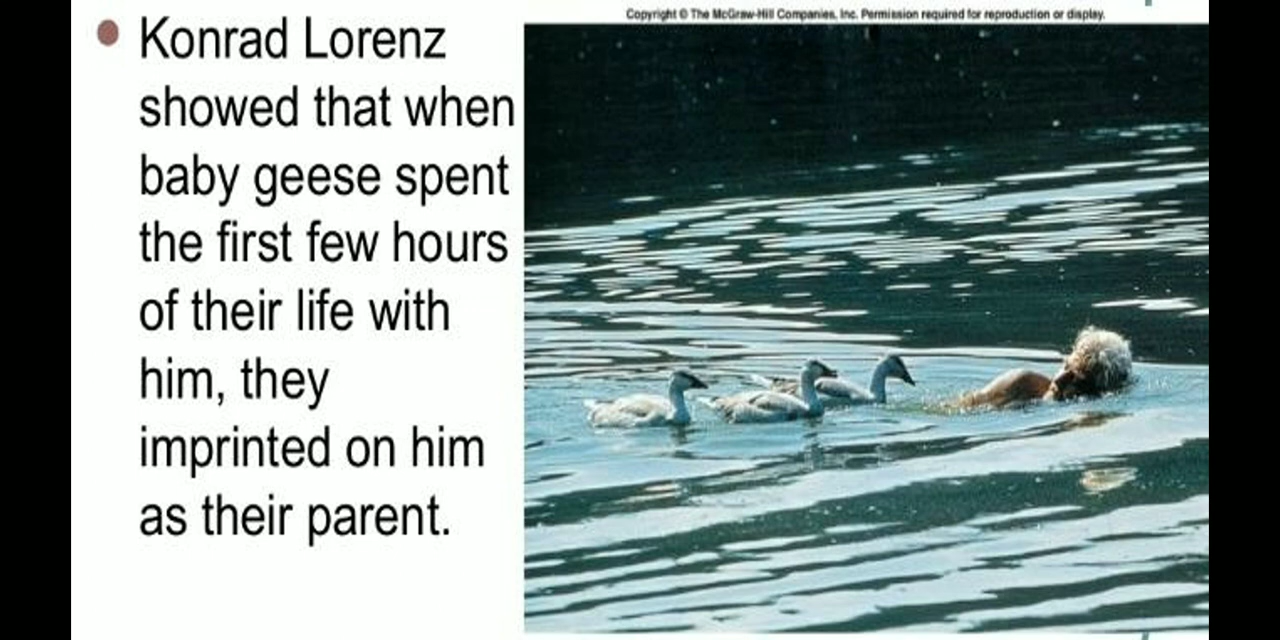 Copyright © The McGraw-Hill Companies, Inc. Permission required for reproduction or display.
Konrad Lorenz
showed that when
baby geese spent
the first few hours
of their life with
him, they
imprinted on him
as their parent.